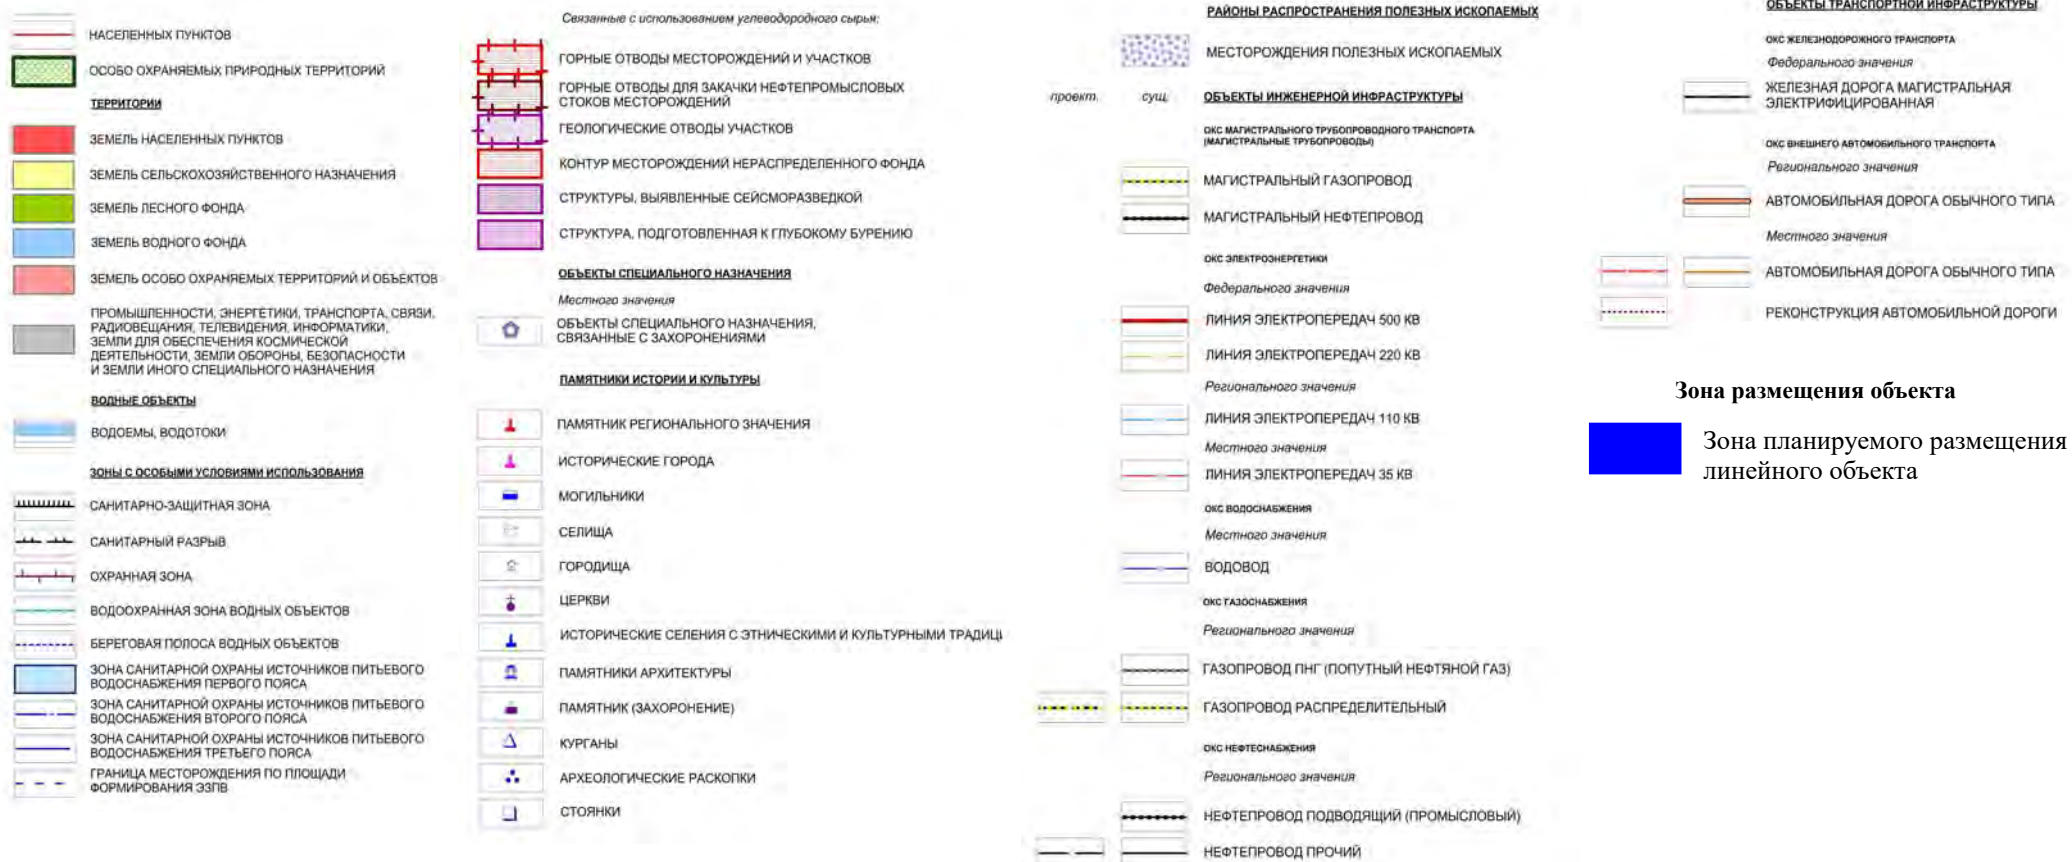 НАСЕЛЕННЫХ ПУНКТОВ
ОСОБО ОХРАНЯЕМЫХ ПРИРОДНЫХ ТЕРРИТОРИЙ
ТЕРРИТОРИИ
ЗЕМЕЛЬ НАСЕЛЕННЫХ ПУНКТОВ
ЗЕМЕЛЬ СЕЛЬСКОХОЗЯЙСТВЕННОГО НАЗНАЧЕНИЯ
ЗЕМЕЛЬ ЛЕСНОГО ФОНДА
ЗЕМЕЛЬ ВОДНОГО ФОНДА
ЗЕМЕЛЬ ОСОБО ОХРАНЯЕМЫХ ТЕРРИТОРИЙ И ОБЪЕКТОВ
ПРОМЫШЛЕННОСТИ, ЭНЕРГЕТИКИ, ТРАНСПОРТА, СВЯЗИ,
РАДИОВЕЩАНИЯ, ТЕЛЕВИДЕНИЯ, ИНФОРМАТИКИ,
ЗЕМЛИ ДЛЯ ОБЕСПЕЧЕНИЯ КОСМИЧЕСКОЙ
ДЕЯТЕЛЬНОСТИ, ЗЕМЛИ ОБОРОНЫ, БЕЗОПАСНОСТИ
И ЗЕМЛИ ИНОГО СПЕЦИАЛЬНОГО НАЗНАЧЕНИЯ
ВОДНЫЕ ОБЪЕКТЫ
ВОДОЕМЫ, ВОДОТОКИ
ЗОНЫ С ОСОБЫМИ УСЛОВИЯМИ ИСПОЛЬЗОВАНИЯ
САНИТАРНО-ЗАЩИТНАЯ ЗОНА
САНИТАРНЫЙ РАЗРЫВ
ОХРАННАЯ ЗОНА
ВОДООХРАННАЯ ЗОНА ВОДНЫХ ОБЪЕКТОВ
БЕРЕГОВАЯ ПОЛОСА ВОДНЫХ ОБЪЕКТОВ
ЗОНА САНИТАРНОЙ ОХРАНЫ ИСТОЧНИКОВ ПИТЬЕВОГО
ВОДОСНАБЖЕНИЯ ПЕРВОГО ПОЯСА
ЗОНА САНИТАРНОЙ ОХРАНЫ ИСТОЧНИКОВ ПИТЬЕВОГО
ВОДОСНАБЖЕНИЯ ВТОРОГО ПОЯСА
ЗОНА САНИТАРНОЙ ОХРАНЫ ИСТОЧНИКОВ ПИТЬЕВОГО
ВОДОСНАБЖЕНИЯ ТРЕТЬЕГО ПОЯСА
ГРАНИЦА МЕСТОРОЖДЕНИЯ ПО ПЛОЩАДИ
ФОРМИРОВАНИЯ ЭЗПВ
Связанные с использованием углеводородного сырья:
ГОРНЫЕ ОТВОДЫ МЕСТОРОЖДЕНИЙ И УЧАСТКОВ
ГОРНЫЕ ОТВОДЫ ДЛЯ ЗАКАЧКИ НЕФТЕПРОМЫСЛОВЫХ
СТОКОВ МЕСТОРОЖДЕНИЙ
ГЕОЛОГИЧЕСКИЕ ОТВОДЫ УЧАСТКОВ
КОНТУР МЕСТОРОЖДЕНИЙ НЕРАСПРЕДЕЛЕННОГО ФОНДА
СТРУКТУРЫ, ВЫЯВЛЕННЫЕ СЕЙСМОРАЗВЕДКОЙ
СТРУКТУРА, ПОДГОТОВЛЕННАЯ К ГЛУБОКОМУ БУРЕНИЮ
ОБЪЕКТЫ СПЕЦИАЛЬНОГО НАЗНАЧЕНИЯ
Местного значения
ОБЪЕКТЫ СПЕЦИАЛЬНОГО НАЗНАЧЕНИЯ,
СВЯЗАННЫЕ С ЗАХОРОНЕНИЯМИ
ПАМЯТНИКИ ИСТОРИИ И КУЛЬТУРЫ
ПАМЯТНИК РЕГИОНАЛЬНОГО ЗНАЧЕНИЯ
ИСТОРИЧЕСКИЕ ГОРОДА
МОГИЛЬНИКИ
СЕЛИЩА
ГОРОДИЩА
ЦЕРКВИ
ИСТОРИЧЕСКИЕ СЕЛЕНИЯ С ЭТНИЧЕСКИМИ И КУЛЬТУРНЫМИ ТРАДИЦИ
ПАМЯТНИКИ АРХИТЕКТУРЫ
ПАМЯТНИК (ЗАХОРОНЕНИЕ)
КУРГАНЫ
АРХЕОЛОГИЧЕСКИЕ РАСКОПКИ
СТОЯНКИ
РАЙОНЫ РАСПРОСТРАНЕНИЯ ПОЛЕЗНЫХ ИСКОПАЕМЫХ
МЕСТОРОЖДЕНИЯ ПОЛЕЗНЫХ ИСКОПАЕМЫХ
проект. сущ. ОБЪЕКТЫ ИНЖЕНЕРНОЙ ИНФРАСТРУКТУРЫ
ОКС МАГИСТРАЛЬНОГО ТРУБОПРОВОДНОГО ТРАНСПОРТА
(МАГИСТРАЛЬНЫЕ ТРУБОПРОВОДЫ)
МАГИСТРАЛЬНЫЙ ГАЗОПРОВОД
МАГИСТРАЛЬНЫЙ НЕФТЕПРОВОД
ОКС ЭЛЕКТРОЭНЕРГЕТИКИ
Федерального значения
ЛИНИЯ ЭЛЕКТРОПЕРЕДАЧ 500 КВ
ЛИНИЯ ЭЛЕКТРОПЕРЕДАЧ 220 КВ
Регионального значения
ЛИНИЯ ЭЛЕКТРОПЕРЕДАЧ 110 КВ
Местного значения
ЛИНИЯ ЭЛЕКТРОПЕРЕДАЧ 35 КВ
ОКС ВОДОСНАБЖЕНИЯ
Местного значения
ВОДОВОД
ОКС ГАЗОСНАБЖЕНИЯ
Регионального значения
ГАЗОПРОВОД ПНГ (ПОПУТНЫЙ НЕФТЯНОЙ ГАЗ)
ГАЗОПРОВОД РАСПРЕДЕЛИТЕЛЬНЫЙ
ОКС НЕФТЕСНАБЖЕНИЯ
Регионального значения
НЕФТЕПРОВОД ПОДВОДЯЩИЙ (ПРОМЫСЛОВЫЙ)
НЕФТЕПРОВОД ПРОЧИЙ
ОБЪЕКТЫ ТРАНСПОРТНОЙ ИНФРАСТРУКТУРЫ
ОКС ЖЕЛЕЗНОДОРОЖНОГО ТРАНСПОРТА
Федерального значения
ЖЕЛЕЗНАЯ ДОРОГА МАГИСТРАЛЬНАЯ
ЭЛЕКТРИФИЦИРОВАННАЯ
ОКС ВНЕШНЕГО АВТОМОБИЛЬНОГО ТРАНСПОРТА
Регионального значения
АВТОМОБИЛЬНАЯ ДОРОГА ОБЫЧНОГО ТИПА
Местного значения
АВТОМОБИЛЬНАЯ ДОРОГА ОБЫЧНОГО ТИПА
РЕКОНСТРУКЦИЯ АВТОМОБИЛЬНОЙ ДОРОГИ
Зона размещения объекта
Зона планируемого размещения
линейного объекта